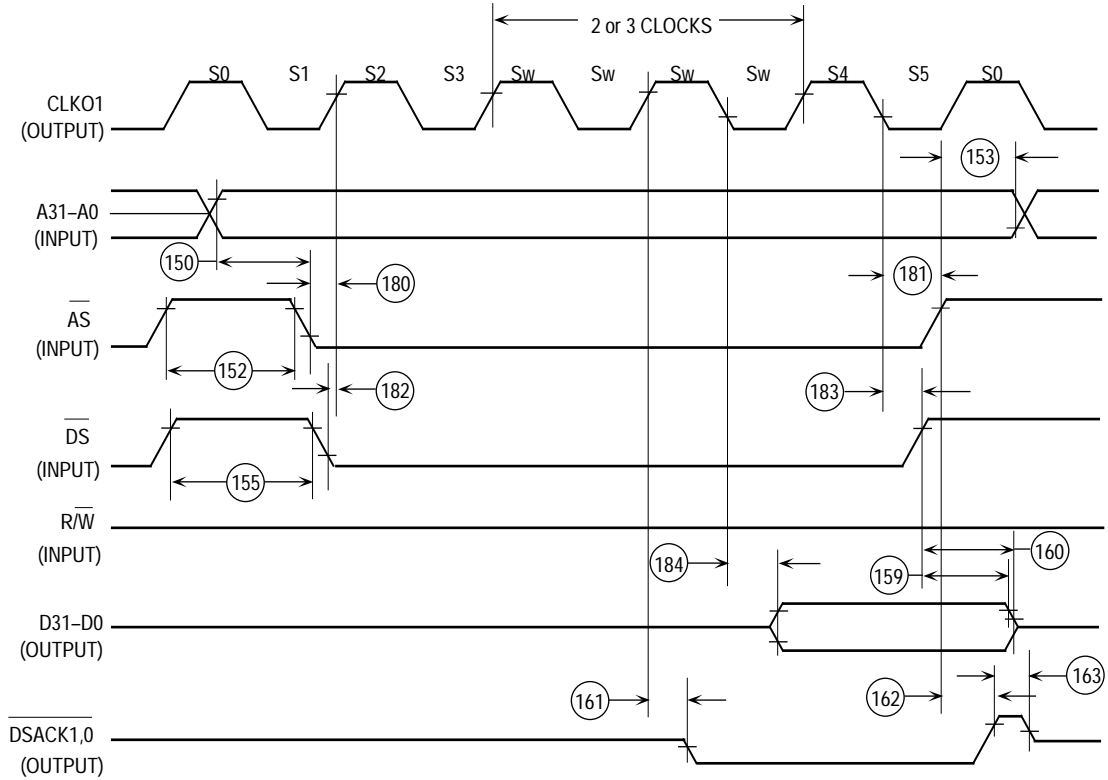 2 or 3 CLOCKS
S0 S1 S2 S3 Sw Sw Sw Sw S4 S5 S0
CLKO1
(OUTPUT)
153
A31–A0
(INPUT)
150
180
181
AS
(INPUT)
152
182
183
DS
(INPUT)
155
R/W
(INPUT)
184
160
159
D31–D0
(OUTPUT)
161
162
163
DSACK1,0
(OUTPUT)